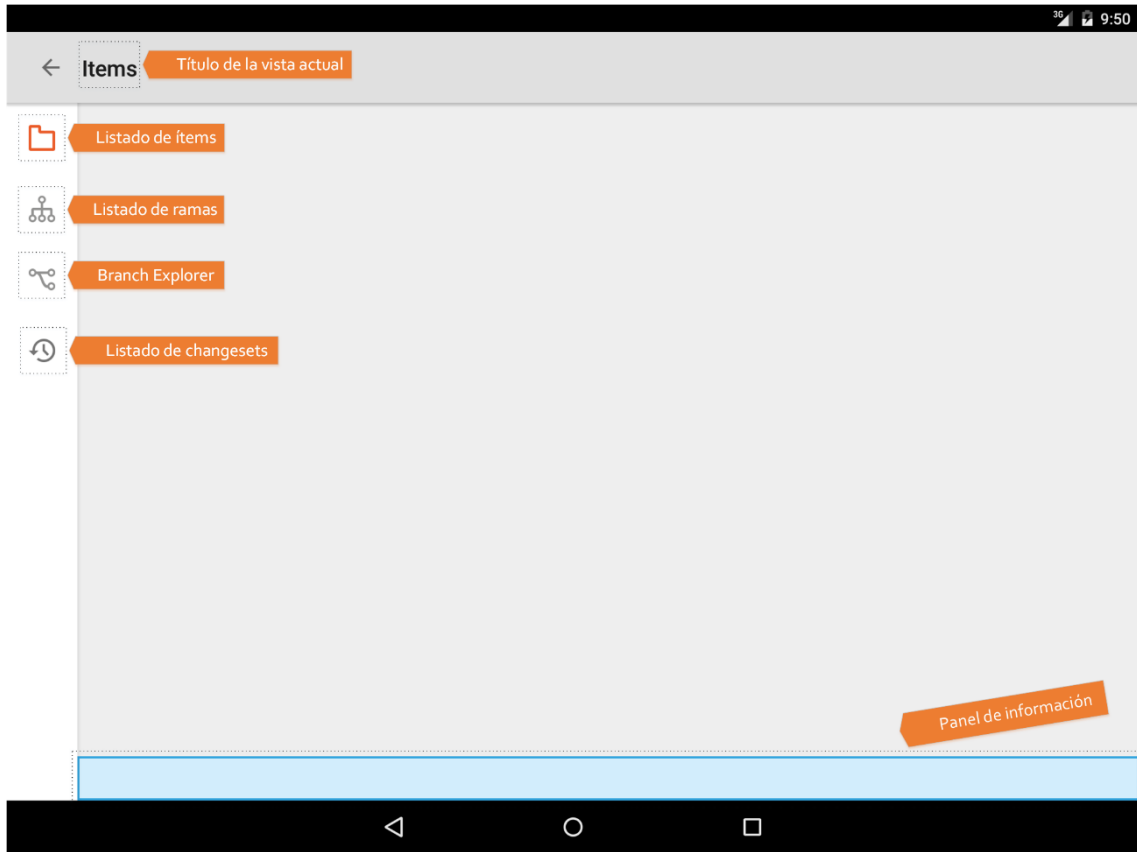 3G 9:50
Items
Título de la vista actual
Listado de ítems
Listado de ramas
Branch Explorer
Listado de changesets
Panel de información